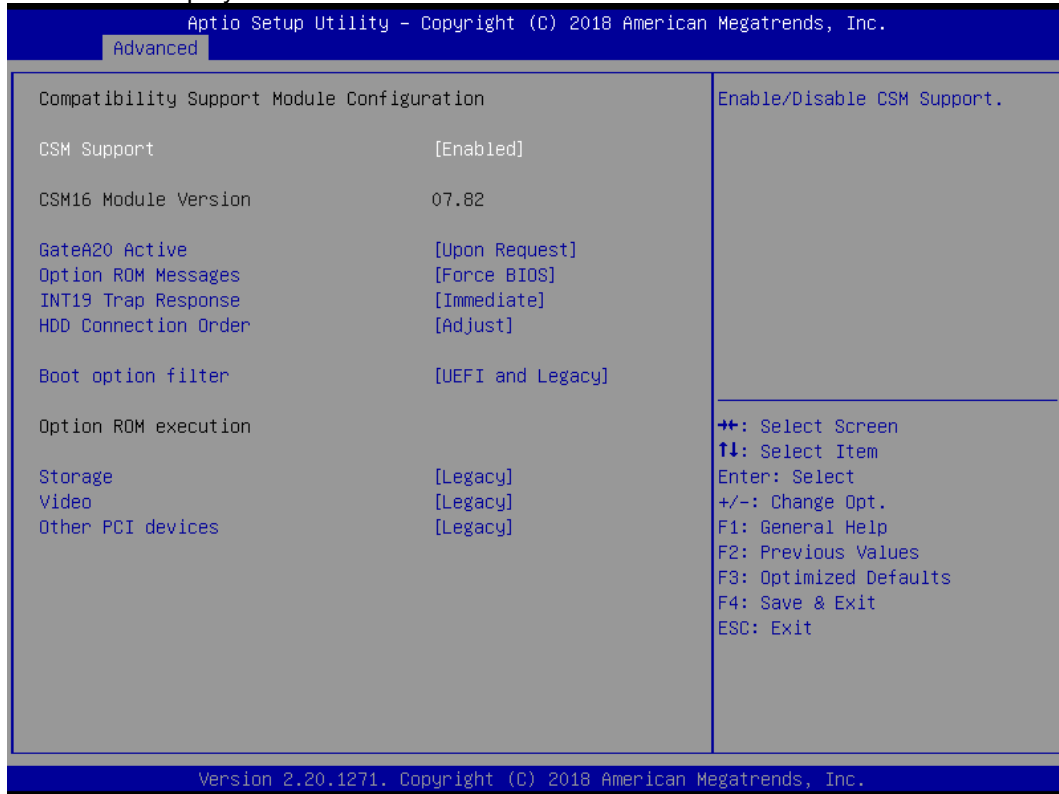 Aptio Setup Utility – Copyright (C) 2018 American Megatrends, Inc.
Advanced
Compatibility Support Module Configuration
CSM Support [Enabled]
CSM16 Module Version 07.82
GateA20 Active [Upon Request]
Option ROM Messages [Force BIOS]
INT19 Trap Response [Immediate]
HDD Connection Order [Adjust]
Boot option filter [UEFI and Legacy]
Option ROM execution
Storage [Legacy]
Video [Legacy]
Other PCI devices [Legacy]
Enable/Disable CSM Support.
→←: Select Screen
↑↓: Select Item
Enter: Select
+/-: Change Opt.
F1: General Help
F2: Previous Values
F3: Optimized Defaults
F4: Save & Exit
ESC: Exit
Version 2.20.1271. Copyright (C) 2018 American Megatrends, Inc.